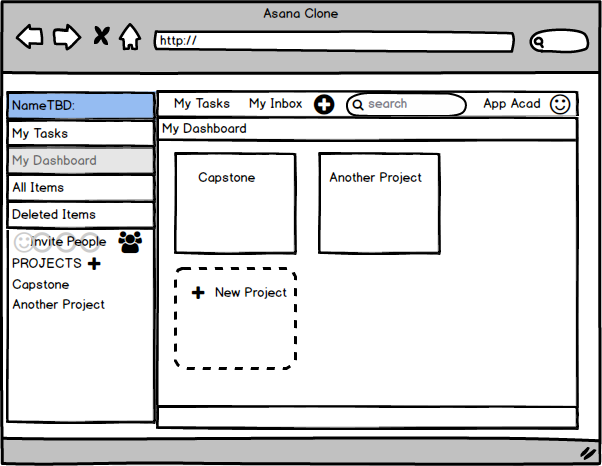 Asana Clone
http://
NameTBD:
My Tasks
My Dashboard
All Items
Deleted Items
Invite People
PROJECTS
Capstone
Another Project
My Tasks My Inbox search App Acad
My Dashboard
Capstone Another Project
New Project